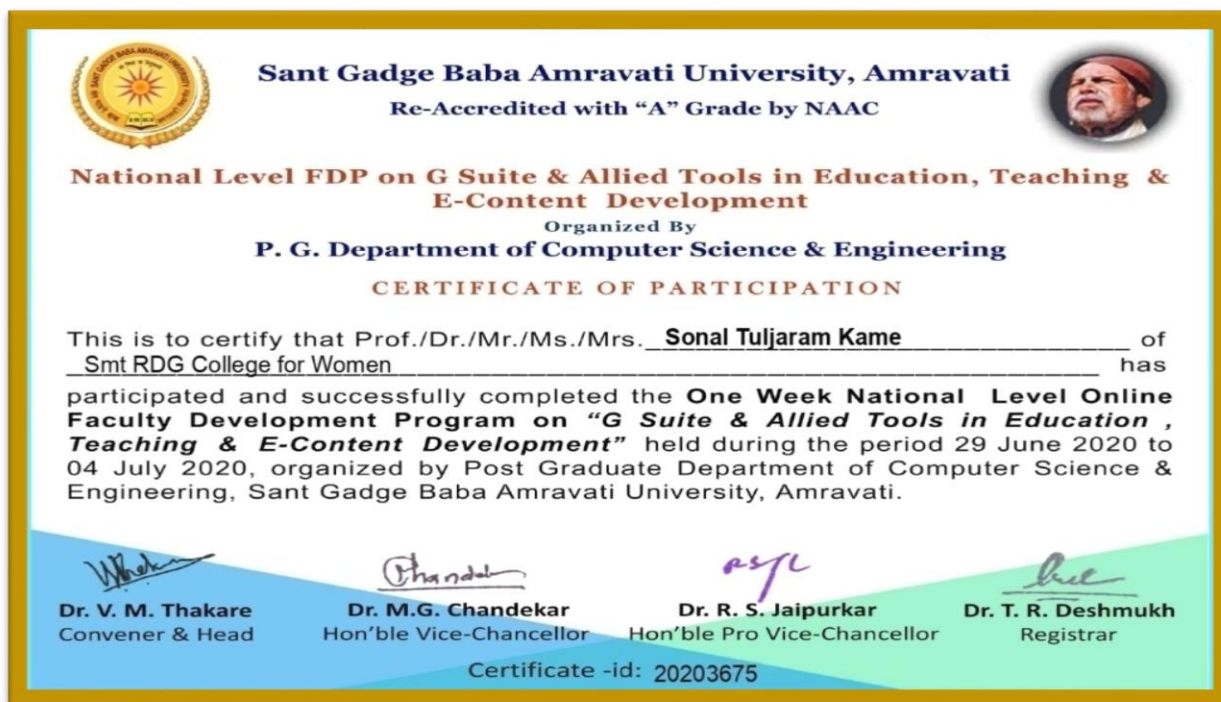 SANT GADGE BABA AMRAVATI UNIVERSITY
Sant Gadge Baba Amravati University, Amravati
Re-Accredited with “A” Grade by NAAC
National Level FDP on G Suite & Allied Tools in Education, Teaching &
E-Content Development
Organized By
P. G. Department of Computer Science & Engineering
CERTIFICATE OF PARTICIPATION
This is to certify that Prof./Dr./Mr./Ms./Mrs. Sonal Tuljaram Kame of
Smt RDG College for Women has
participated and successfully completed the One Week National Level Online
Faculty Development Program on “G Suite & Allied Tools in Education ,
Teaching & E-Content Development” held during the period 29 June 2020 to
04 July 2020, organized by Post Graduate Department of Computer Science &
Engineering, Sant Gadge Baba Amravati University, Amravati.
Dr. V. M. Thakare Dr. M.G. Chandekar Dr. R. S. Jaipurkar Dr. T. R. Deshmukh
Convener & Head Hon’ble Vice-Chancellor Hon’ble Pro Vice-Chancellor Registrar
Certificate -id: 20203675